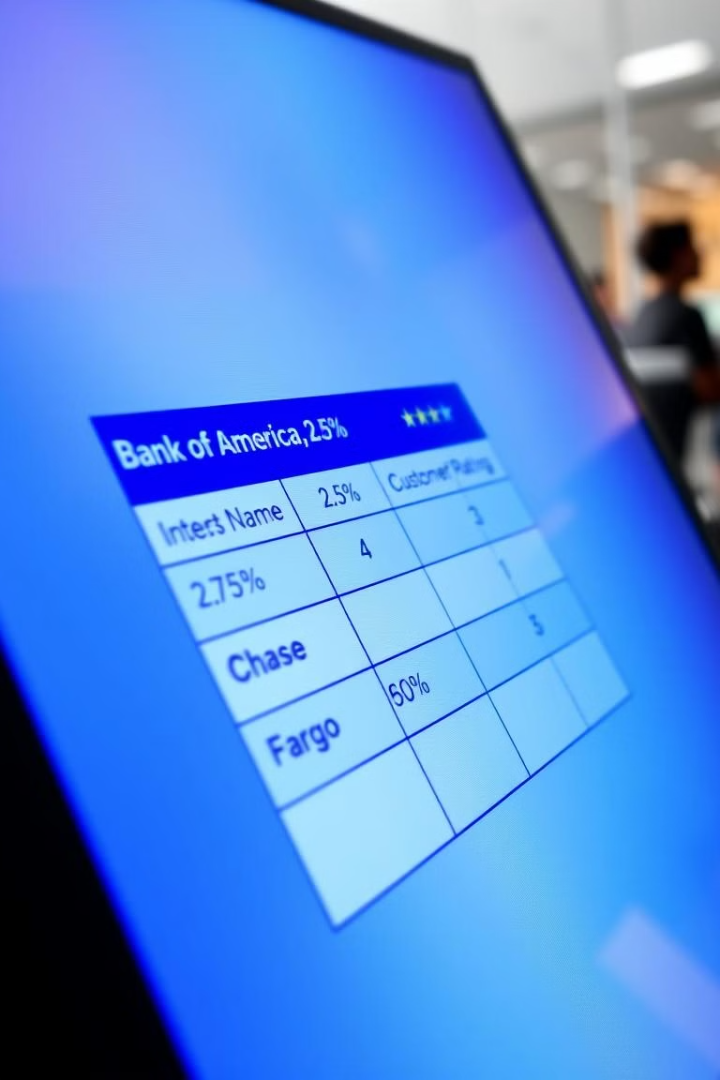 Bank of America, 2.5% ★★★★
Inters Name 2.5% Customer Rating
2.75% 4 3
Chase 1
Fargo 60% 5